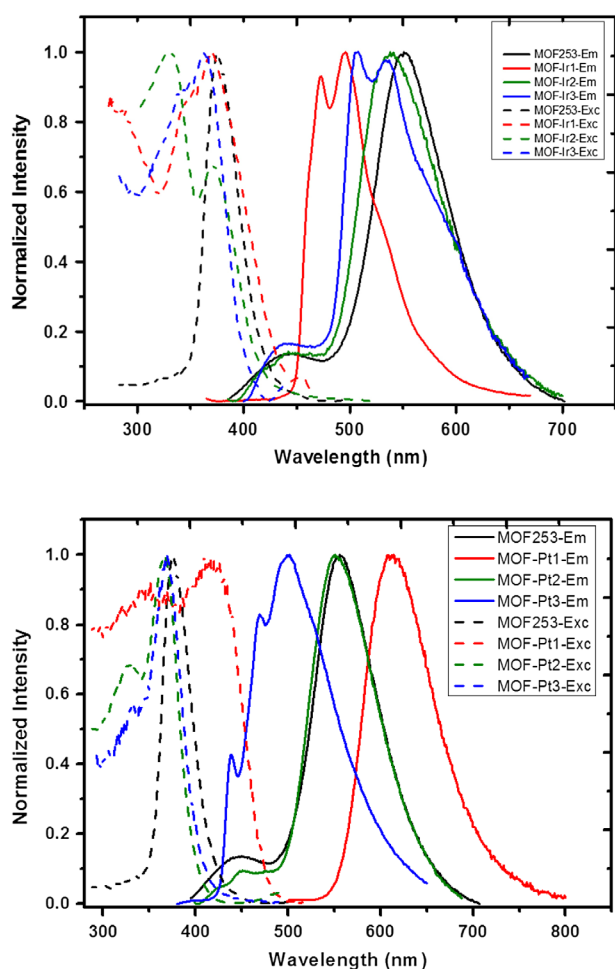 1.0
0.8
0.6
0.4
0.2
0.0
Normalized Intensity
300 400 500 600 700
Wavelength (nm)
MOF253-Em
MOF-Ir1-Em
MOF-Ir2-Em
MOF-Ir3-Em
MOF253-Exc
MOF-Ir1-Exc
MOF-Ir2-Exc
MOF-Ir3-Exc
1.0
0.8
0.6
0.4
0.2
0.0
Normalized Intensity
300 400 500 600 700 800
Wavelength (nm)
MOF253-Em
MOF-Pt1-Em
MOF-Pt2-Em
MOF-Pt3-Em
MOF253-Exc
MOF-Pt1-Exc
MOF-Pt2-Exc
MOF-Pt3-Exc